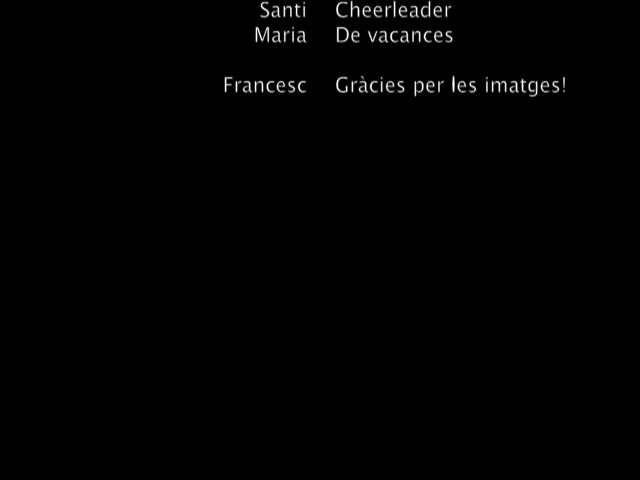 Santi Cheerleader
Maria De vacances
Francesc Gràcies per les imatges!